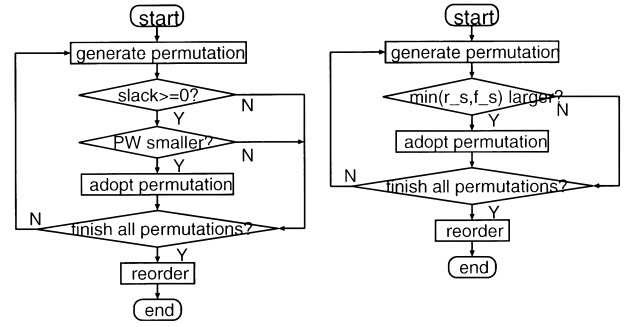 start
generate permutation
slack>=0?
N
Y
PW smaller?
N
Y
adopt permutation
N
finish all permutations?
Y
reorder
end
start
generate permutation
min(r_s,f_s) larger?
N
Y
adopt permutation
N
finish all permutations?
Y
reorder
end